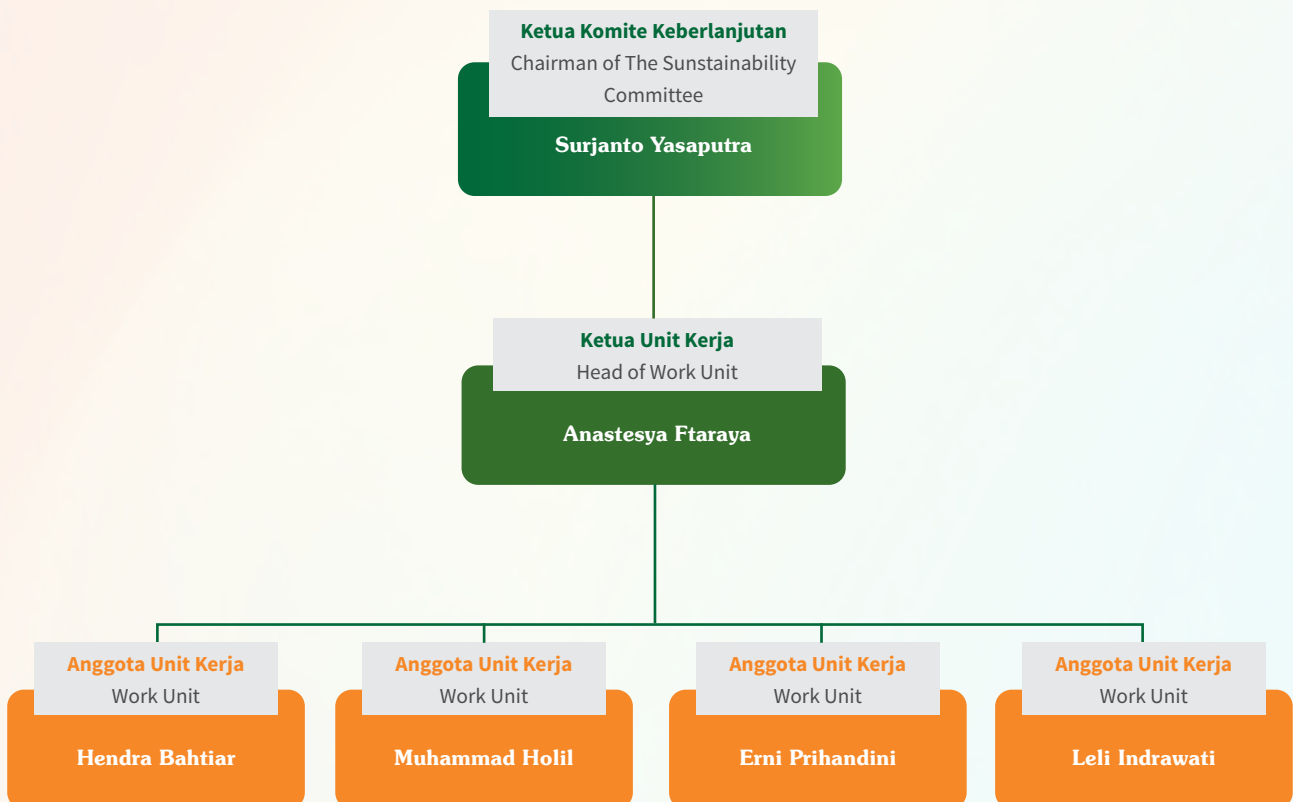 Ketua Komite Keberlanjutan
Chairman of The Sunstainability
Committee
Surjanto Yasaputra
Ketua Unit Kerja
Head of Work Unit
Anastesya Ftaraya
Anggota Unit Kerja
Work Unit
Hendra Bahtiar
Anggota Unit Kerja
Work Unit
Muhammad Holil
Anggota Unit Kerja
Work Unit
Erni Prihandini
Anggota Unit Kerja
Work Unit
Leli Indrawati